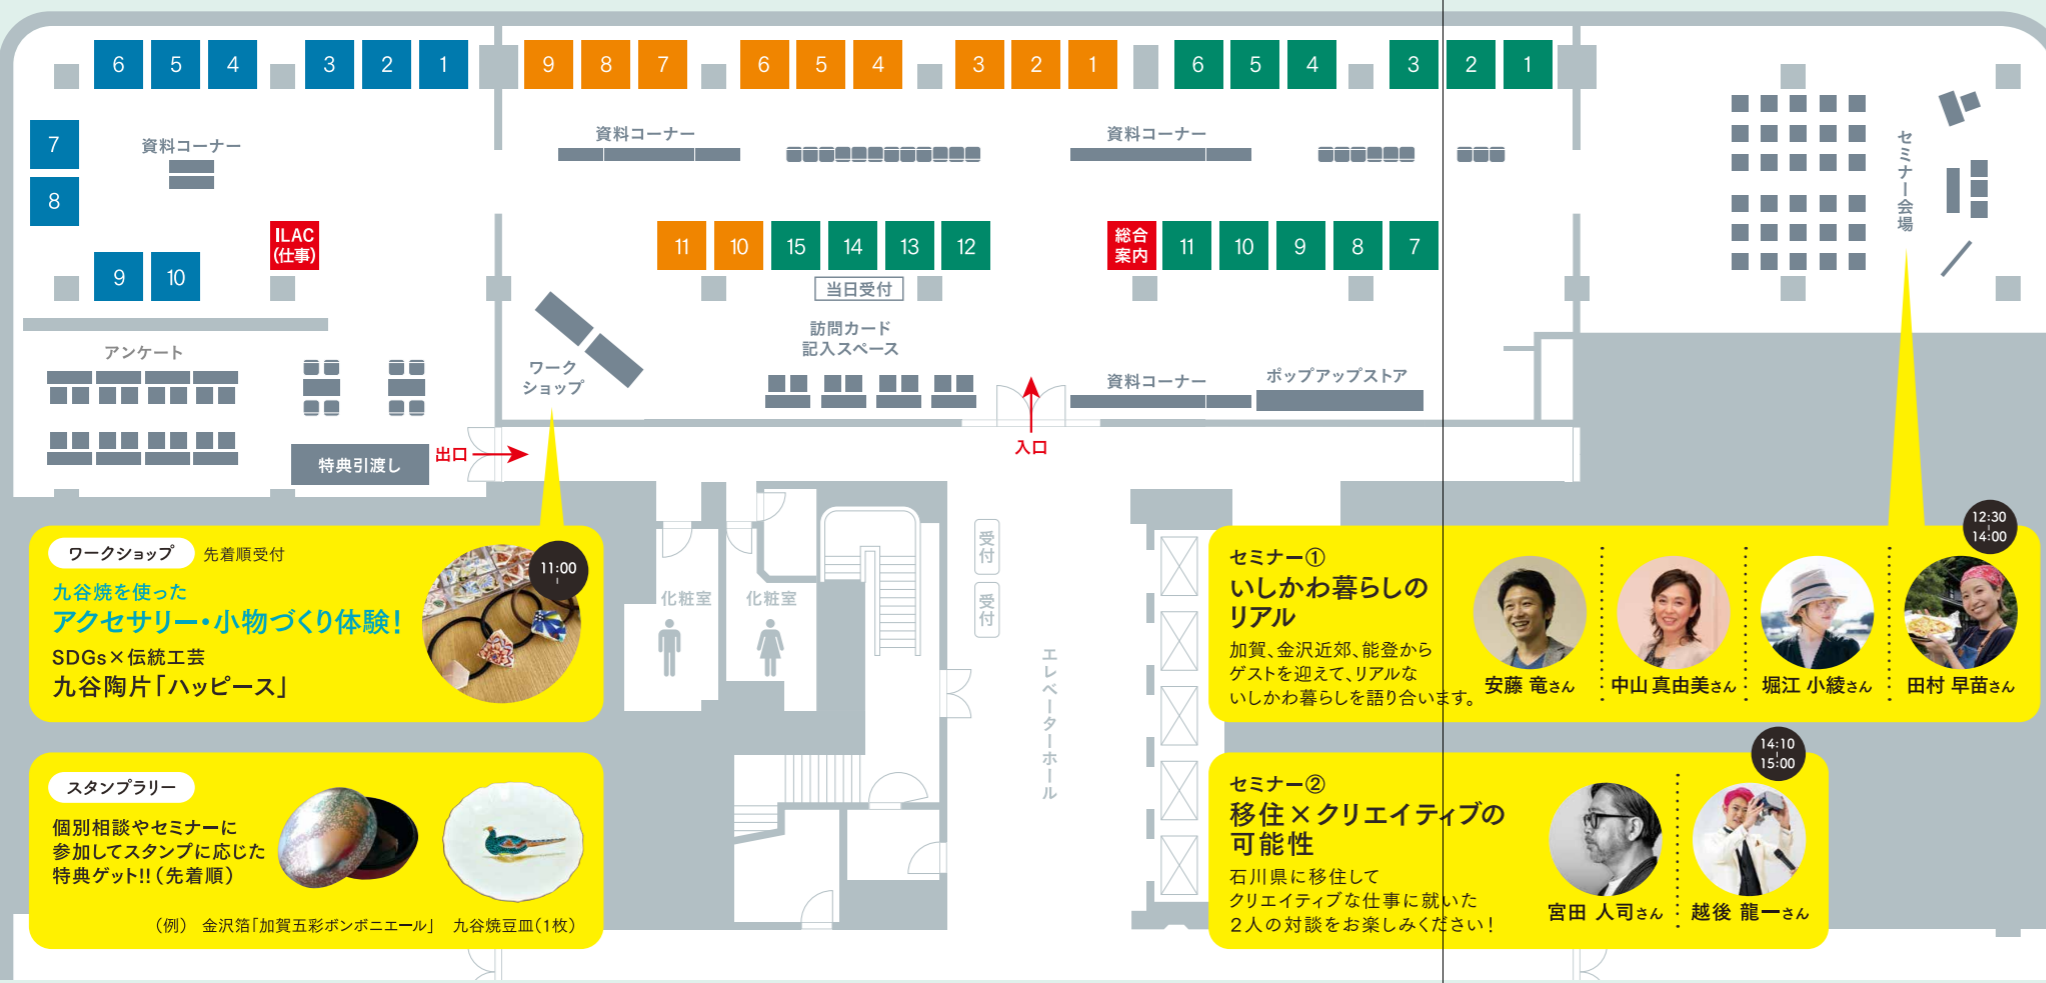 6 5 4 3 2 1 9 8 7 6 5 4 3 2 1 6 5 4 3 2 1
7
8
9 10
資料コーナー
ILAC
(仕事)
資料コーナー
資料コーナー
11 10 15 14 13 12
総合
案内
11 10 9 8 7
当日受付
訪問カード
記入スペース
ワーク
ショップ
アンケート
特典引渡し
出口
入口
資料コーナー
ポップアップストア
セミナー会場
化粧室
化粧室
受付
受付
エレベーターホール
ワークショップ 先着順受付
11:00
-
九谷焼を使った
アクセサリー・小物づくり体験!
SDGs×伝統工芸
九谷陶片「ハッピース」
スタンプラリー
個別相談やセミナーに
参加してスタンプに応じた
特典ゲット!!(先着順)
(例) 金沢箔「加賀五彩ボンボニエール」 九谷焼豆皿(1枚)
12:30
-
14:00
セミナー①
いしかわ暮らしの
リアル
加賀、金沢近郊、能登から
ゲストを迎えて、リアルな
いしかわ暮らしを語り合います。
安藤 竜さん
中山 真由美さん
堀江 小綾さん
田村 早苗さん
14:10
-
15:00
セミナー②
移住×クリエイティブの
可能性
石川県に移住して
クリエイティブな仕事に就いた
2人の対談をお楽しみください!
宮田 人司さん
越後 龍一さん